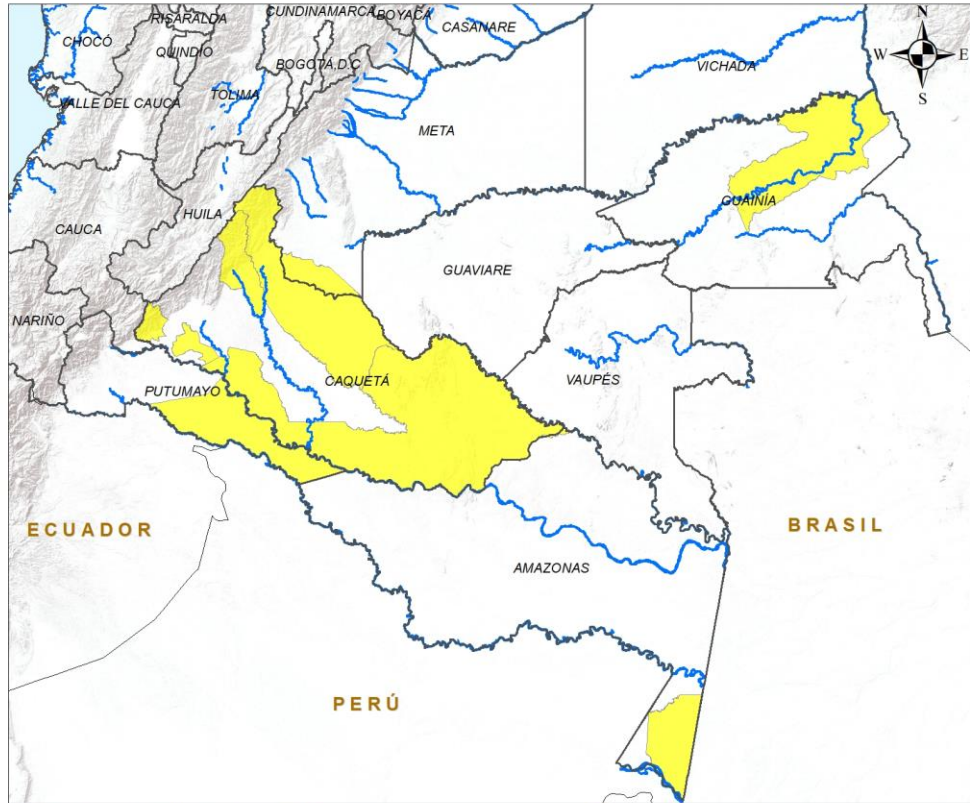 CUNDINAMARCA
BOYACÁ
RISARALDA
CASANARE
N
CHOCÓ
QUINDIO
BOGOTÁ,D.C
VICHADA
W
E
S
VALLE DEL CAUCA
TOLIMA
META
GUAINÍA
HUILA
CAUCA
GUAVIARE
NARIÑO
CAQUETÁ
VAUPÉS
PUTUMAYO
ECUADOR
BRASIL
AMAZONAS
PERÚ